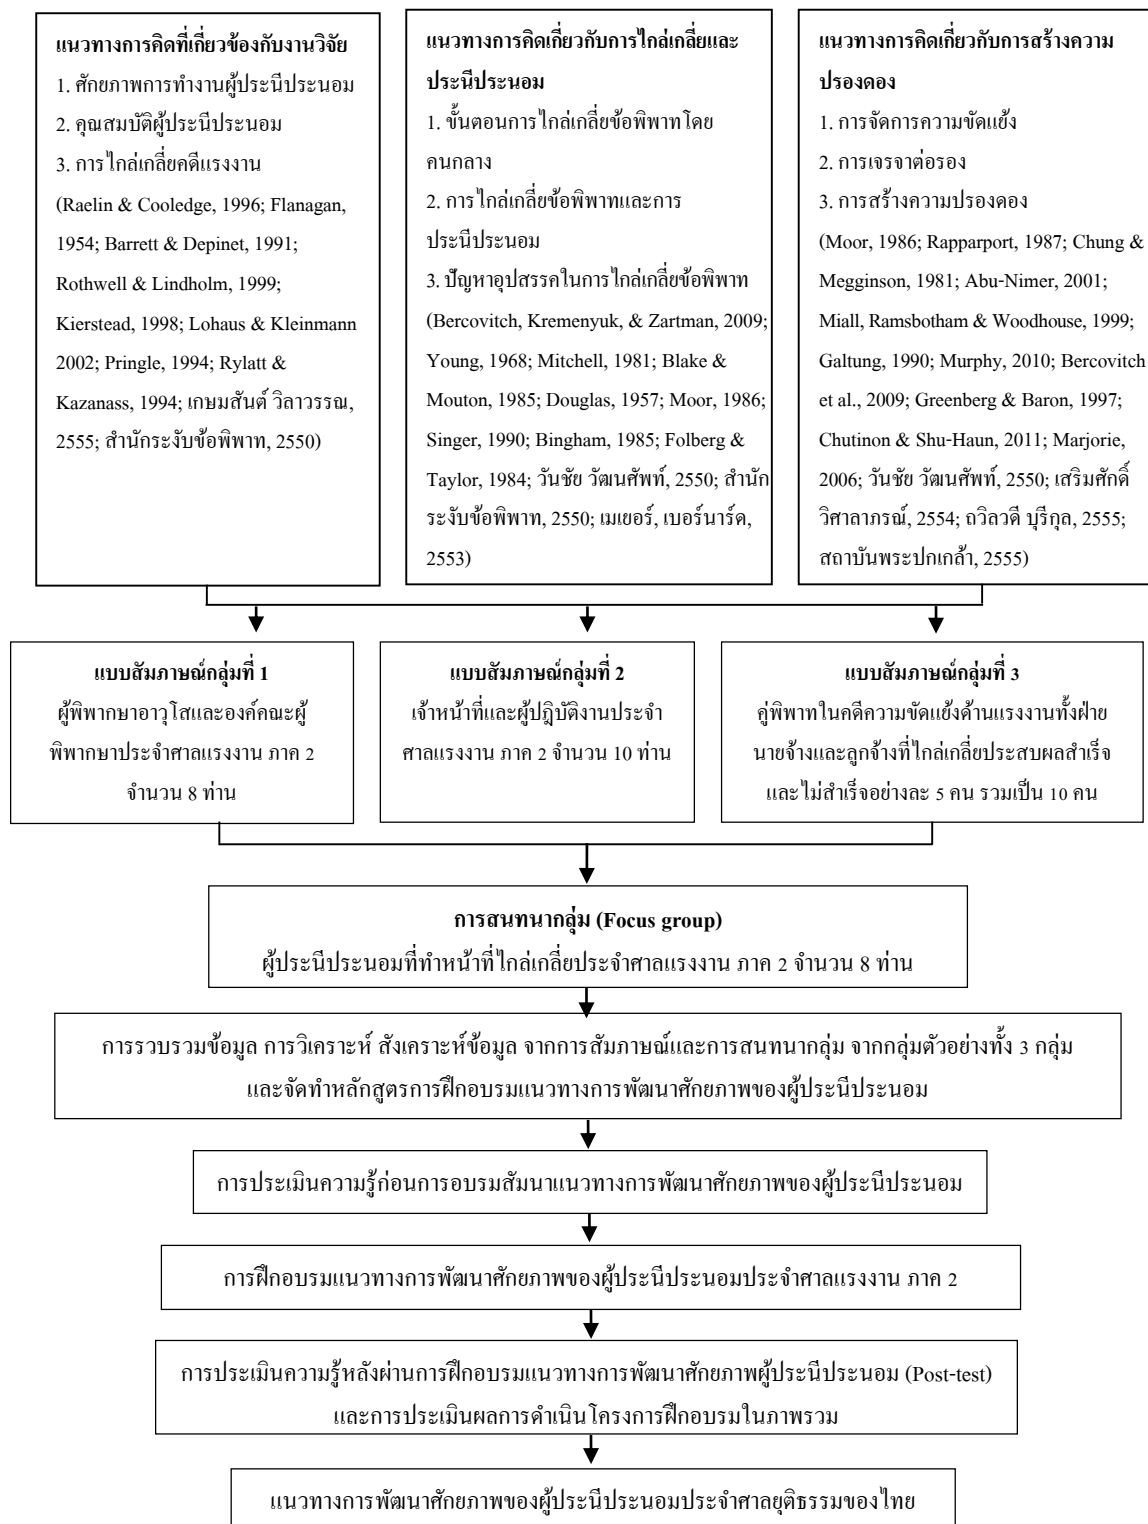 แนวทางการคิดที่เกี่ยวข้องกับงานวิจัย
1. ศักยภาพการทำงานผู้ประนีประนอม
2. คุณสมบัติผู้ประนีประนอม
3. การไกล่เกลี่ยคดีแรงงาน
(Raelin & Cooledge, 1996; Flanagan,
1954; Barrett & Depinet, 1991;
Rothwell & Lindholm, 1999;
Kierstead, 1998; Lohaus & Kleinmann
2002; Pringle, 1994; Rylatt &
Kazanass, 1994; เกษมสันต์ วิลาวรรณ,
2555; สำนักระงับข้อพิพาท, 2550)
แนวทางการคิดเกี่ยวกับการไกล่เกลี่ยและ
ประนีประนอม
1. ขั้นตอนการไกล่เกลี่ยข้อพิพาทโดย
คนกลาง
2. การไกล่เกลี่ยข้อพิพาทและการ
ประนีประนอม
3. ปัญหาอุปสรรคในการไกล่เกลี่ยข้อพิพาท
(Bercovitch, Kremenyuk, & Zartman, 2009;
Young, 1968; Mitchell, 1981; Blake &
Mouton, 1985; Douglas, 1957; Moor, 1986;
Singer, 1990; Bingham, 1985; Folberg &
Taylor, 1984; วันชัย วัฒนศัพท์, 2550; สำนัก
ระงับข้อพิพาท, 2550; เมเยอร์, เบอร์นาร์ด,
2553)
แนวทางการคิดเกี่ยวกับการสร้างความ
ปรองดอง
1. การจัดการความขัดแย้ง
2. การเจรจาต่อรอง
3. การสร้างความปรองดอง
(Moor, 1986; Rapparport, 1987; Chung &
Megginson, 1981; Abu-Nimer, 2001;
Miall, Ramsbotham & Woodhouse, 1999;
Galtung, 1990; Murphy, 2010; Bercovitch
et al., 2009; Greenberg & Baron, 1997;
Chutinon & Shu-Haun, 2011; Marjorie,
2006; วันชัย วัฒนศัพท์, 2550; เสริมศักดิ์
วิศาลาภรณ์, 2554; ถวิลวดี บุรีกุล, 2555;
สถาบันพระปกเกล้า, 2555)
แบบสัมภาษณ์กลุ่มที่ 1
ผู้พิพากษาอาวุโสและองค์คณะผู้
พิพากษาประจำศาลแรงงาน ภาค 2
จำนวน 8 ท่าน
แบบสัมภาษณ์กลุ่มที่ 2
เจ้าหน้าที่และผู้ปฎิบัติงานประจำ
ศาลแรงงาน ภาค 2 จำนวน 10 ท่าน
แบบสัมภาษณ์กลุ่มที่ 3
คู่พิพาทในคดีความขัดแย้งด้านแรงงานทั้งฝ่าย
นายจ้างและลูกจ้างที่ไกล่เกลี่ยประสบผลสำเร็จ
และไม่สำเร็จอย่างละ 5 คน รวมเป็น 10 คน
การสนทนากลุ่ม (Focus group)
ผู้ประนีประนอมที่ทำหน้าที่ไกล่เกลี่ยประจำศาลแรงงาน ภาค 2 จำนวน 8 ท่าน
การรวบรวมข้อมูล การวิเคราะห์ สังเคราะห์ข้อมูล จากการสัมภาษณ์และการสนทนากลุ่ม จากกลุ่มตัวอย่างทั้ง 3 กลุ่ม
และจัดทำหลักสูตรการฝึกอบรมแนวทางการพัฒนาศักยภาพของผู้ประนีประนอม
การประเมินความรู้ก่อนการอบรมสัมนาแนวทางการพัฒนาศักยภาพของผู้ประนีประนอม
การฝึกอบรมแนวทางการพัฒนาศักยภาพของผู้ประนีประนอมประจำศาลแรงงาน ภาค 2
การประเมินความรู้หลังผ่านการฝึกอบรมแนวทางการพัฒนาศักยภาพผู้ประนีประนอม (Post-test)
และการประเมินผลการดำเนินโครงการฝึกอบรมในภาพรวม
แนวทางการพัฒนาศักยภาพของผู้ประนีประนอมประจำศาลยุติธรรมของไทย